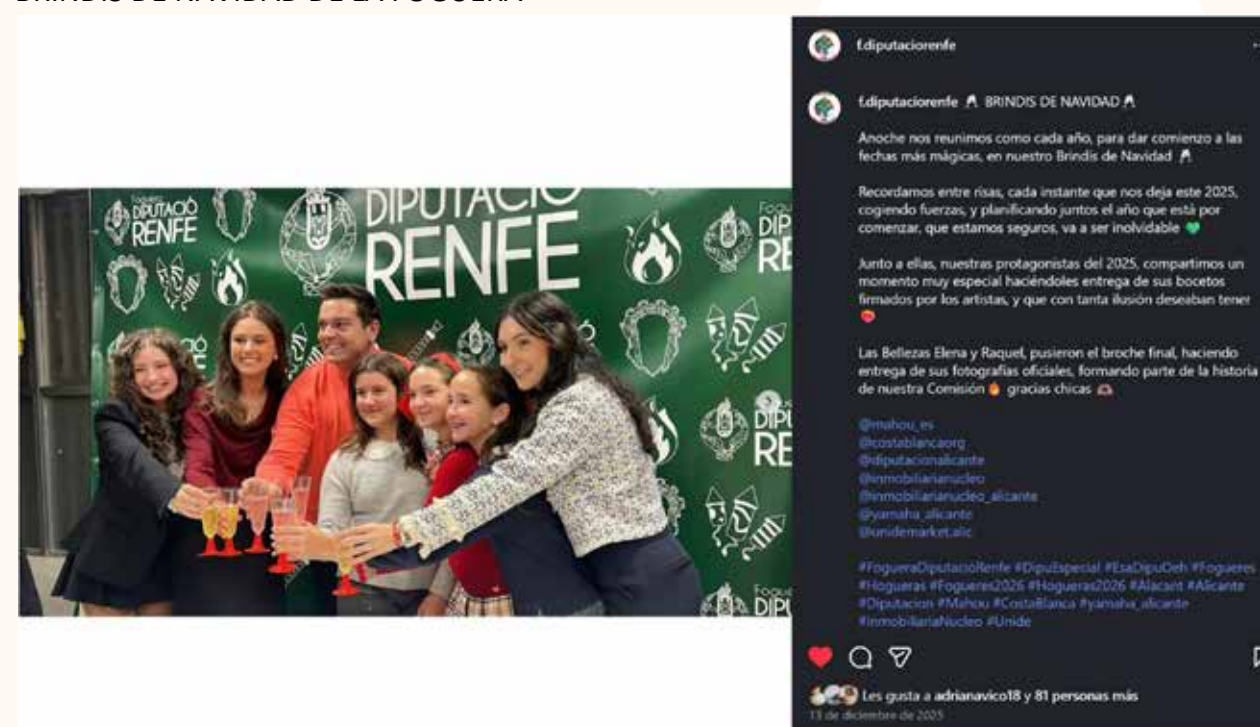 BRINDIS DE NAVIDAD DE LA FOGUERA
Foguera
DIPUTACIÓ
RENFE
DIPUTACIÓ
RENFE
Fogue
DIP
RE
DIPU
RE
Fogue
DIPU
f.diputaciorenfe
f.diputaciorenfe 🥂 BRINDIS DE NAVIDAD 🥂
Anoche nos reunimos como cada año, para dar comienzo a las
fechas más mágicas, en nuestro Brindis de Navidad 🥂
Recordamos entre risas, cada instante que nos deja este 2025,
cogiendo fuerzas, y planificando juntos el año que está por
comenzar, que estamos seguros, va a ser inolvidable 💚
Junto a ellas, nuestras protagonistas del 2025, compartimos un
momento muy especial haciéndoles entrega de sus bocetos
firmados por los artistas, y que con tanta ilusión deseaban tener
❤️
Las Bellezas Elena y Raquel, pusieron el broche final, haciendo
entrega de sus fotografías oficiales, formando parte de la historia
de nuestra Comisión 🔥 gracias chicas 🫶
@mahou_es
@costablancaorg
@diputacionalicante
@inmobiliarianucleo
@inmobiliarianucleo_alicante
@yamaha_alicante
@unidemarket.alic
#FogueraDiputacióRenfe #DipuEspecial #EsaDipuOeh #Fogueres
#Hogueras #Fogueres2026 #Hogueras2026 #Alacant #Alicante
#Diputacion #Mahou #CostaBlanca #yamaha_alicante
#InmobiliariaNucleo #Unide
Les gusta a adrianavico18 y 81 personas más
13 de diciembre de 2025